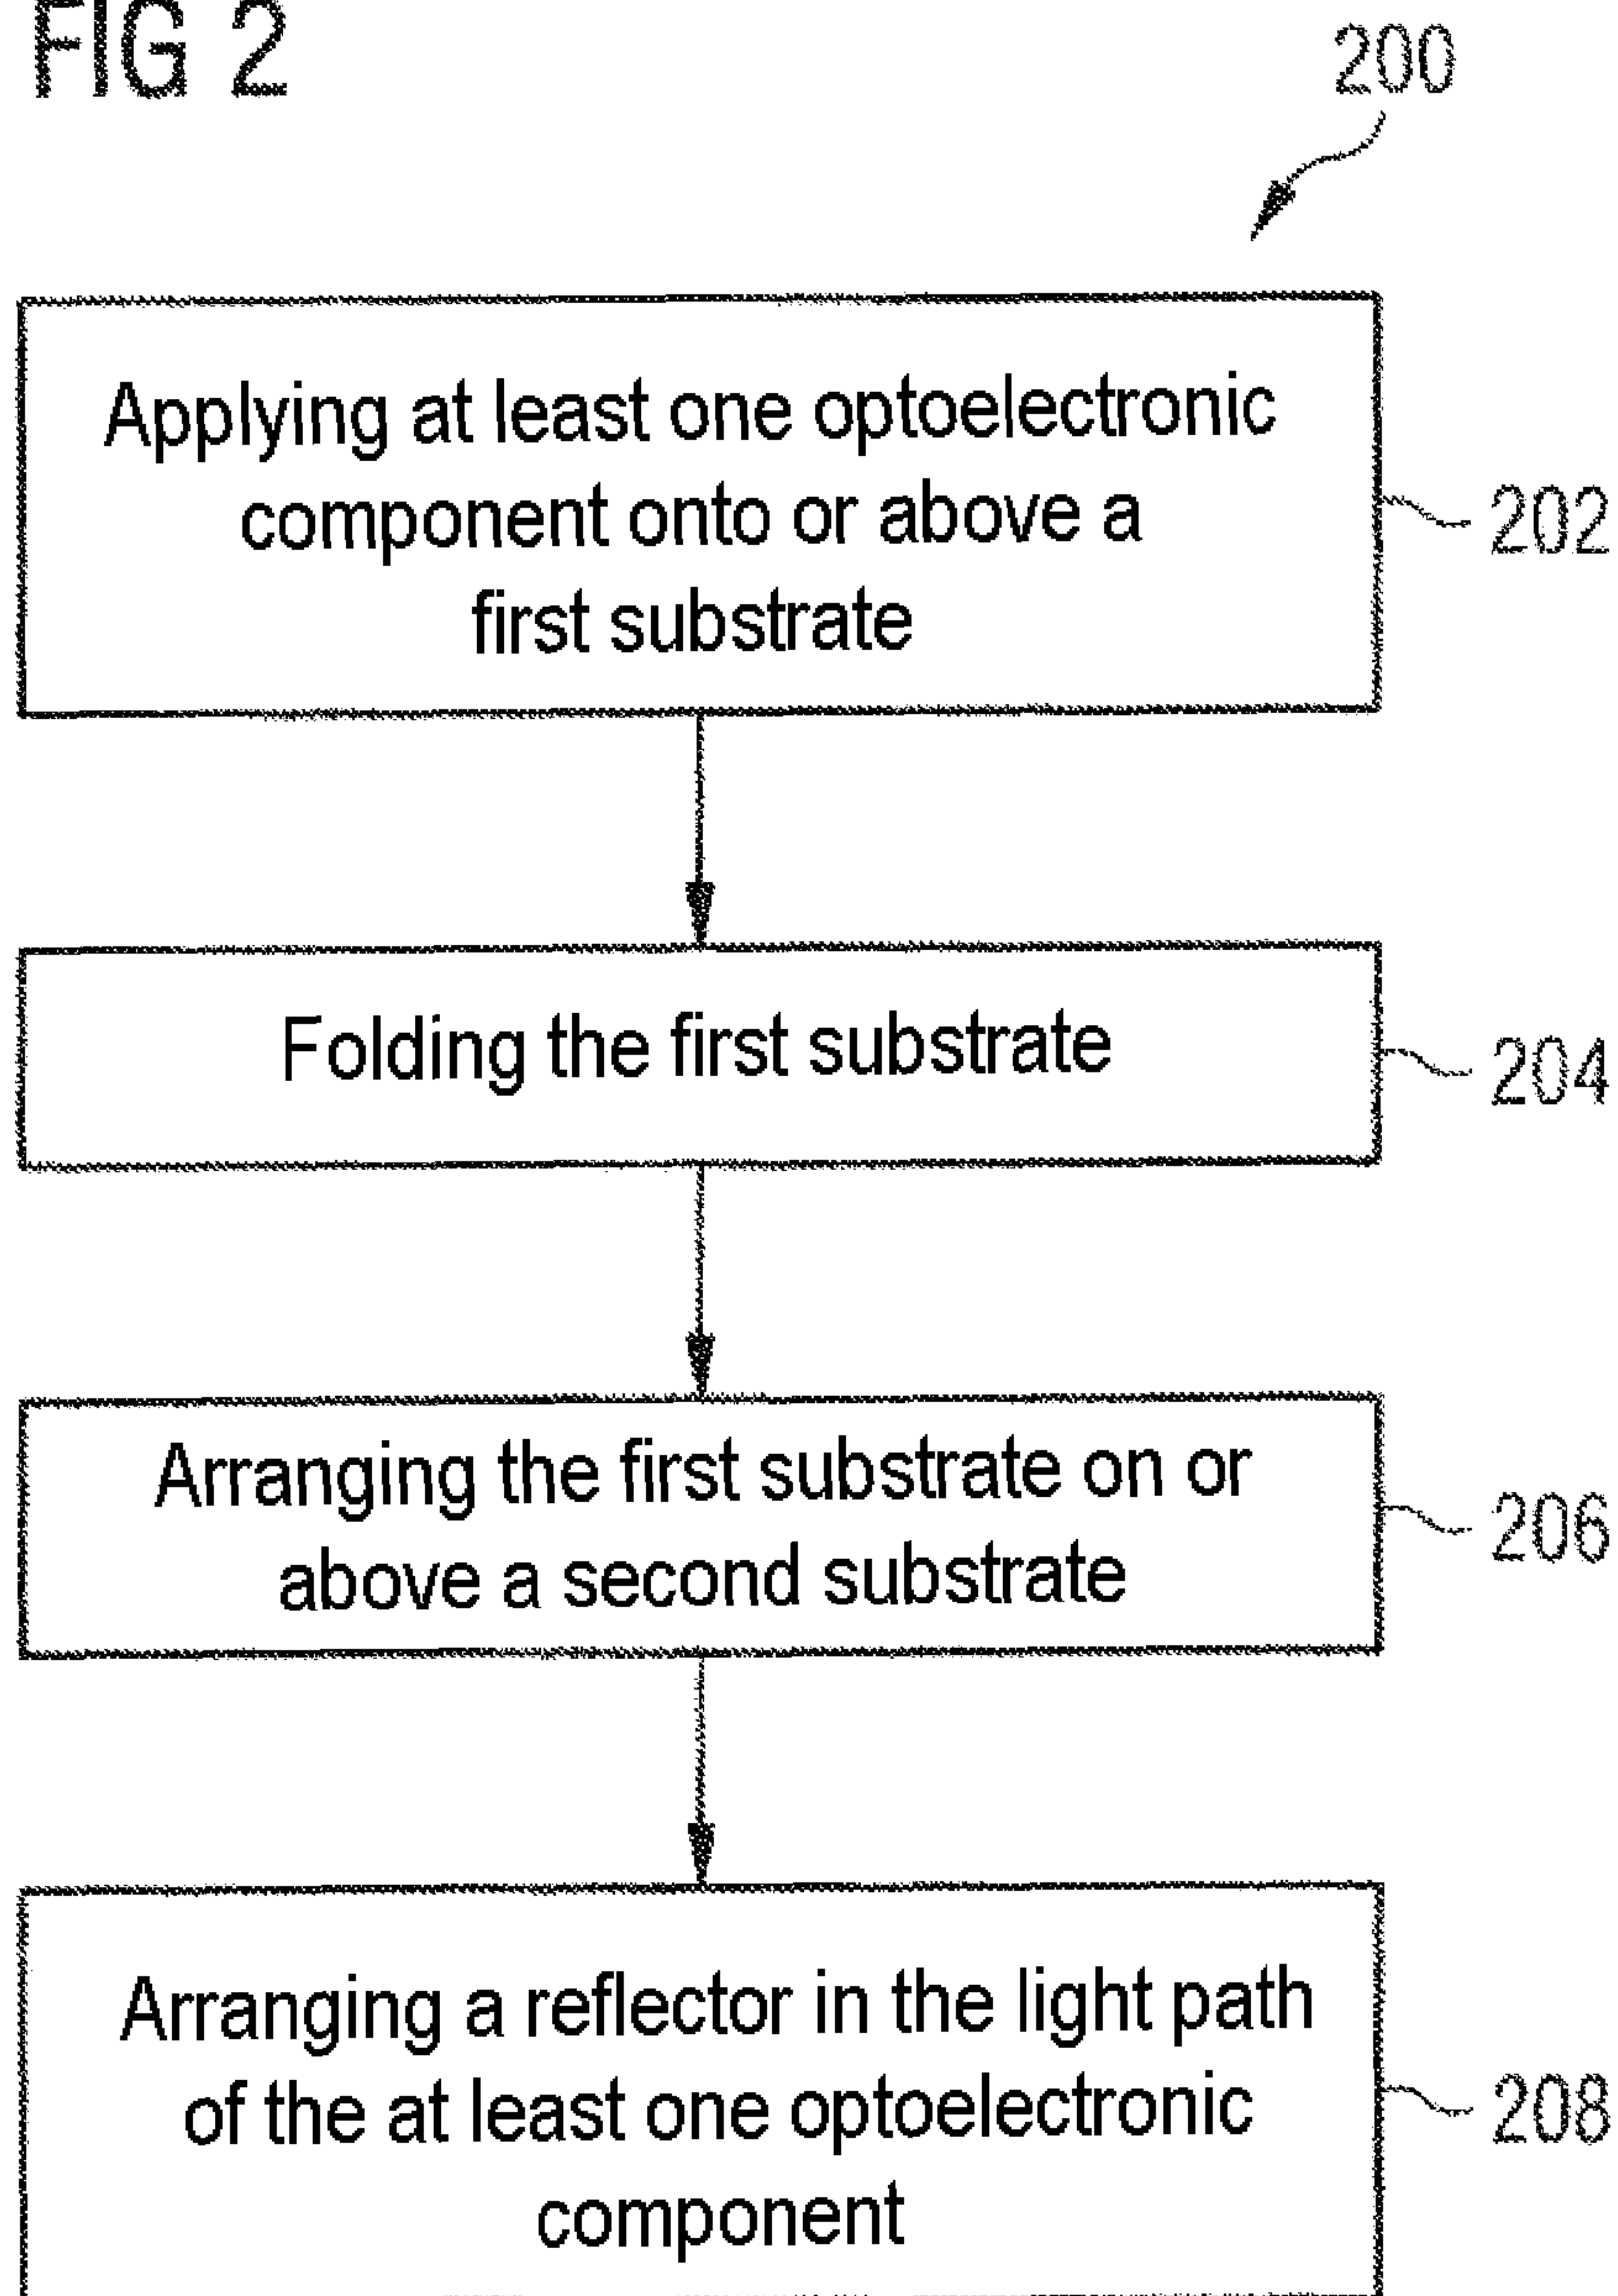 FIG 2
200
Applying at least one optoelectronic
component onto or above a
first substrate
202
Folding the first substrate
204
Arranging the first substrate on or
above a second substrate
206
Arranging a reflector in the light path
of the at least one optoelectronic
component
208